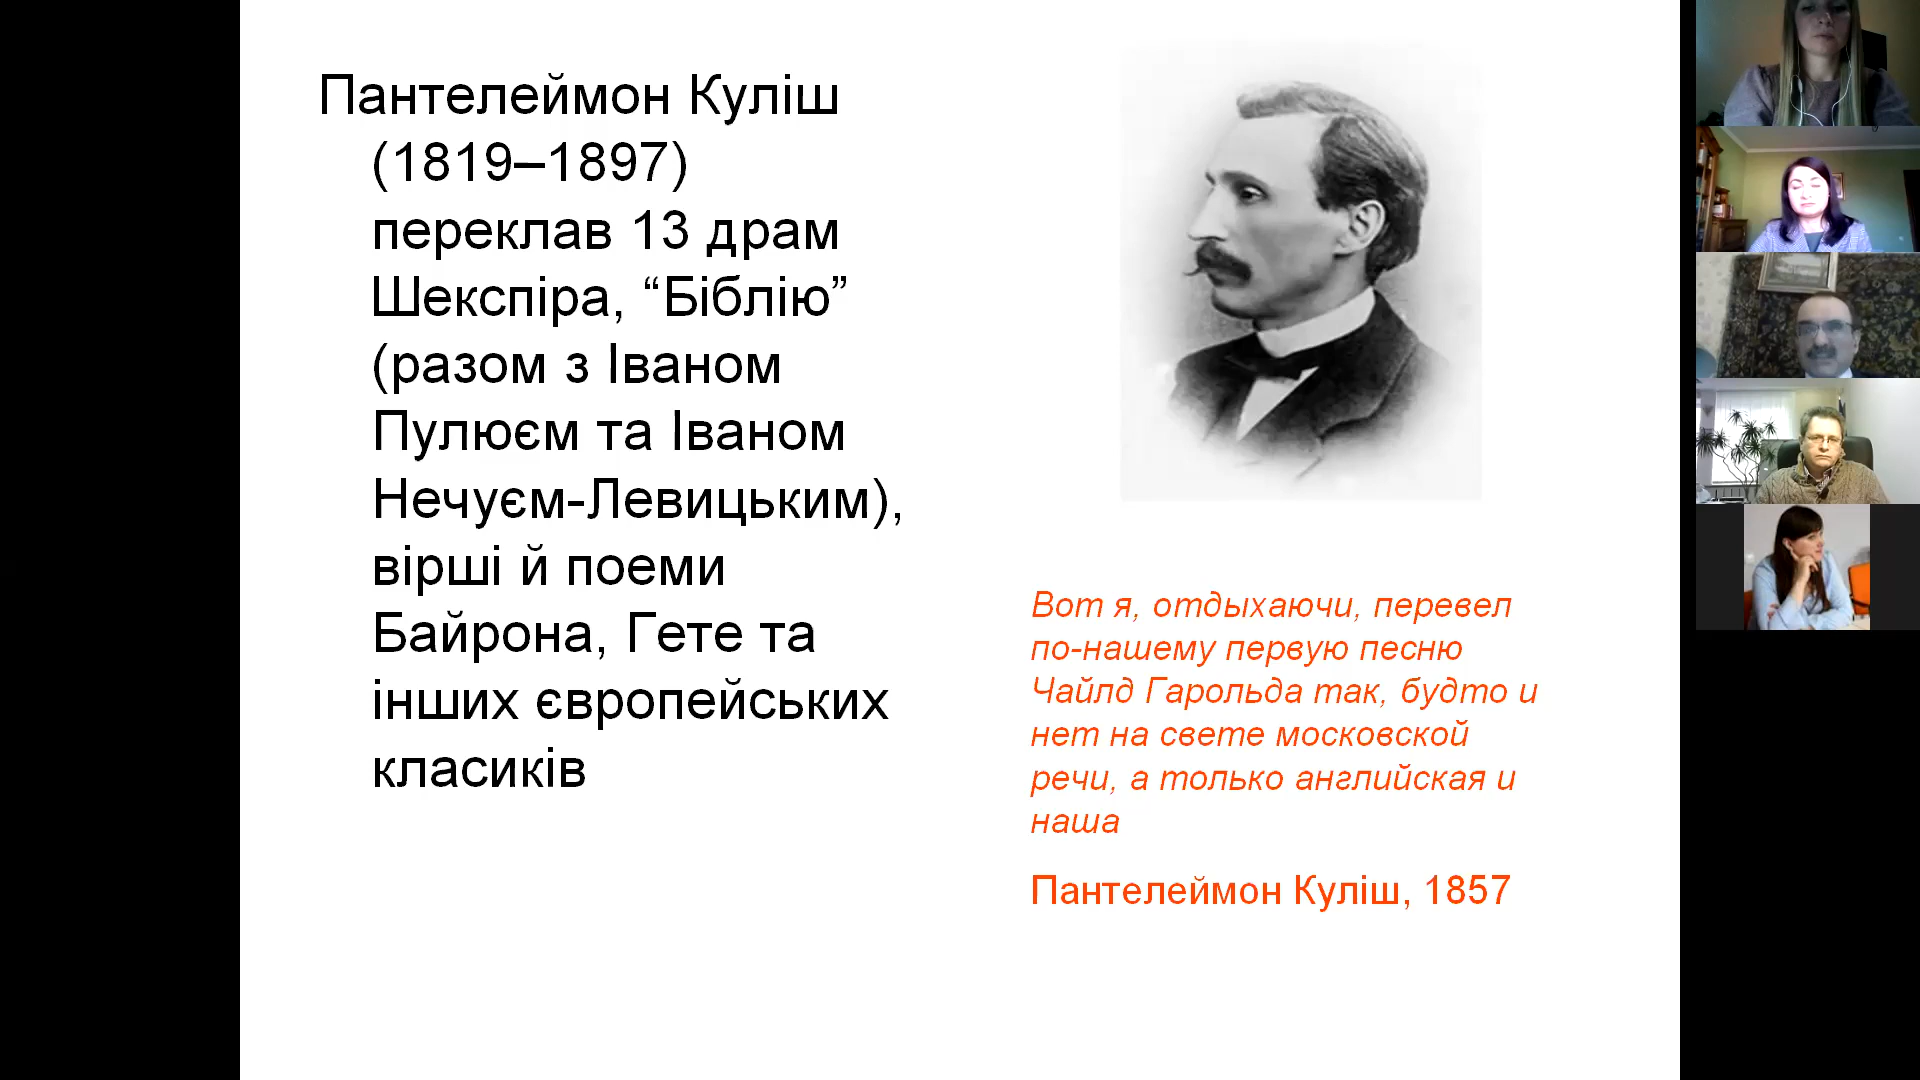 Пантелеймон Куліш
(1819–1897)
переклав 13 драм
Шекспіра, “Біблію”
(разом з Іваном
Пулюєм та Іваном
Нечуєм-Левицьким),
вірші й поеми
Байрона, Гете та
інших європейських
класиків
Вот я, отдыхаючи, перевел
по-нашему первую песню
Чайлд Гарольда так, будто и
нет на свете московской
речи, а только английская и
наша
Пантелеймон Куліш, 1857